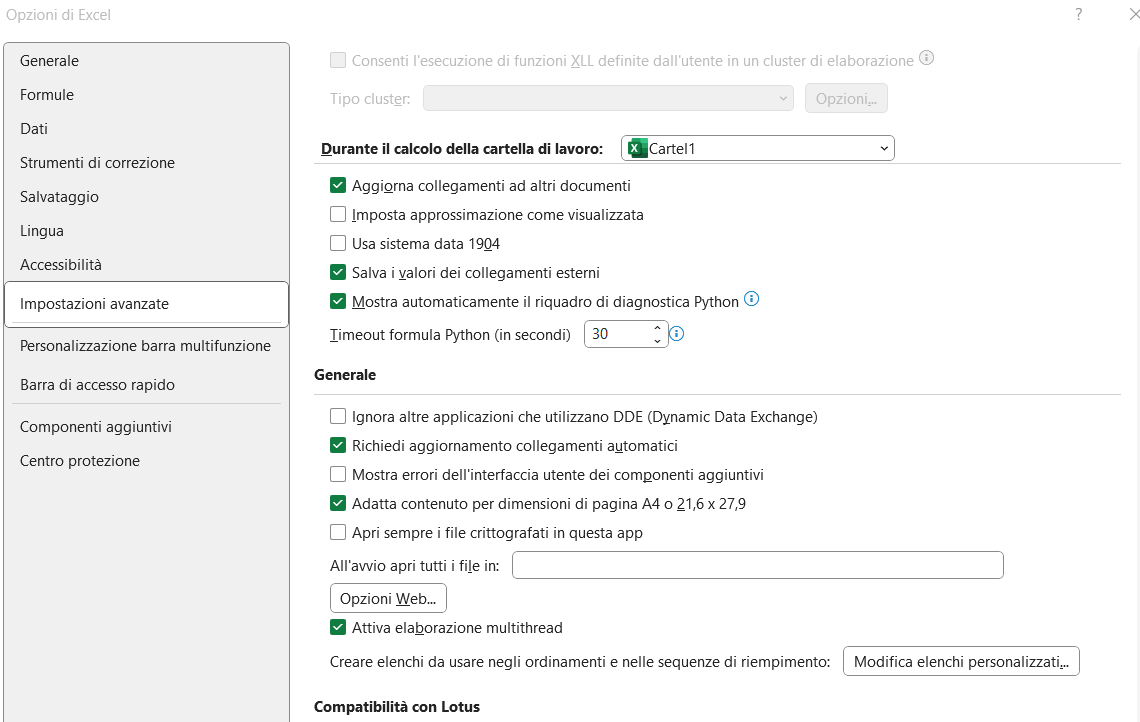 Opzioni di Excel
?
Generale
Formule
Dati
Strumenti di correzione
Salvataggio
Lingua
Accessibilità
Impostazioni avanzate
Personalizzazione barra multifunzione
Barra di accesso rapido
Componenti aggiuntivi
Centro protezione
Consenti l'esecuzione di funzioni XLL definite dall'utente in un cluster di elaborazione
Tipo cluster: Opzioni...
Durante il calcolo della cartella di lavoro: Cartel1
Aggiorna collegamenti ad altri documenti
Imposta approssimazione come visualizzata
Usa sistema data 1904
Salva i valori dei collegamenti esterni
Mostra automaticamente il riquadro di diagnostica Python
Timeout formula Python (in secondi) 30
Generale
Ignora altre applicazioni che utilizzano DDE (Dynamic Data Exchange)
Richiedi aggiornamento collegamenti automatici
Mostra errori dell'interfaccia utente dei componenti aggiuntivi
Adatta contenuto per dimensioni di pagina A4 o 21,6 x 27,9
Apri sempre i file crittografati in questa app
All'avvio apri tutti i file in:
Opzioni Web...
Attiva elaborazione multithread
Creare elenchi da usare negli ordinamenti e nelle sequenze di riempimento: Modifica elenchi personalizzati...
Compatibilità con Lotus